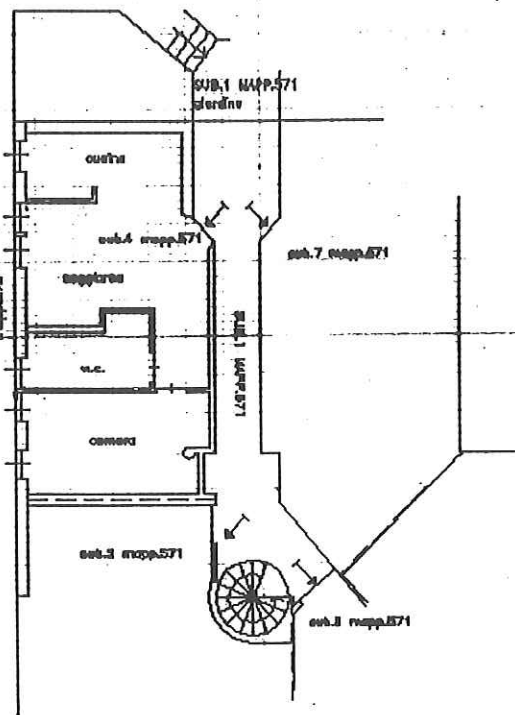 SUB.1 MAPP.571
giardino
cucina
sub.4 mapp.571
sub.7 mapp.571
soggiorno
SUB.1 MAPP.571
w.c.
camera
sub.3 mapp.571
sub.8 mapp.571